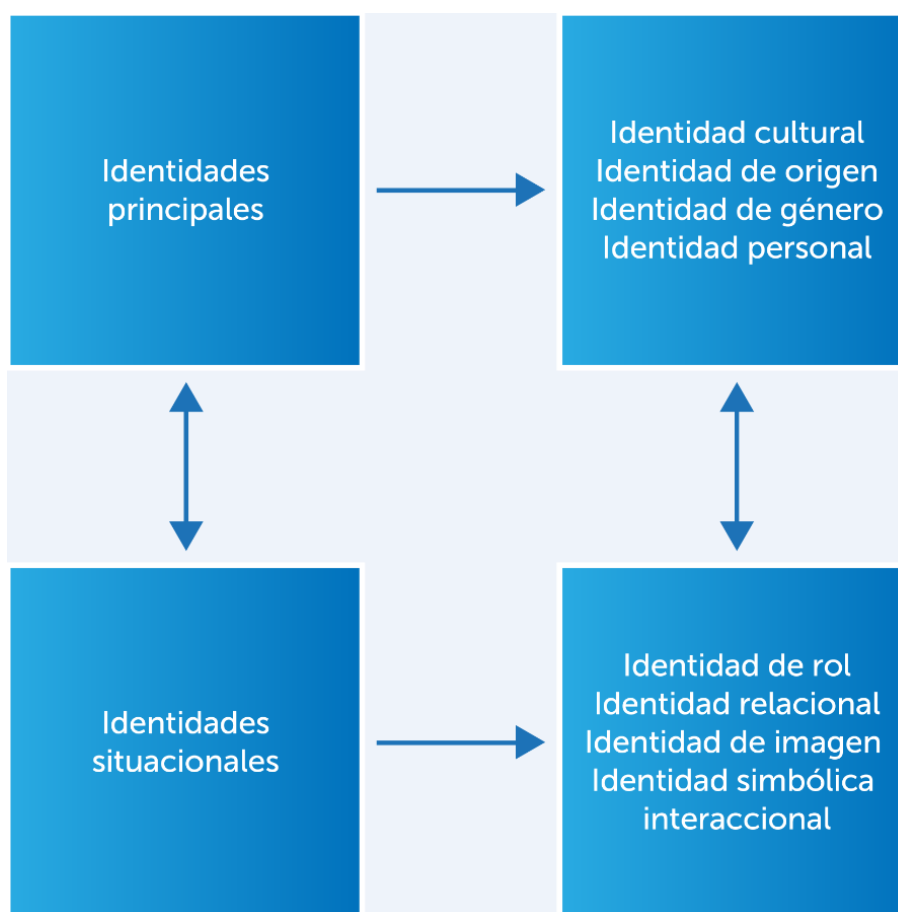 Identidades
principales
Identidad cultural
Identidad de origen
Identidad de género
Identidad personal
Identidades
situacionales
Identidad de rol
Identidad relacional
Identidad de imagen
Identidad simbólica
interaccional